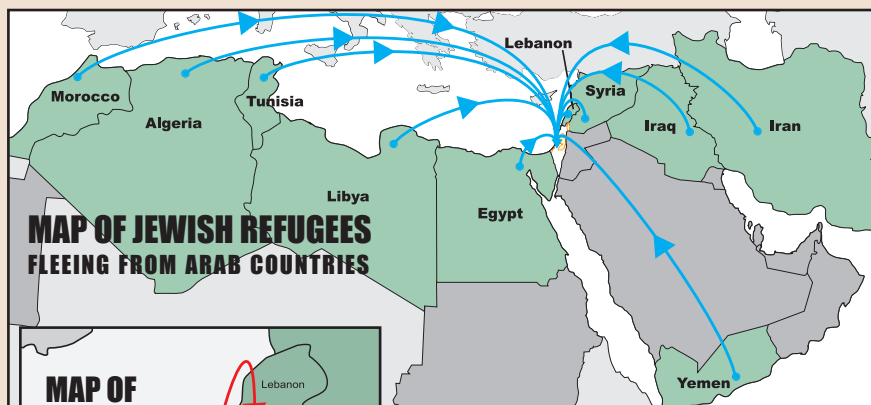 Lebanon
Syria
Morocco
Tunisia
Algeria
Iraq
Iran
Libya
Egypt
MAP OF JEWISH REFUGEES
FLEEING FROM ARAB COUNTRIES
Yemen
MAP OF
Lebanon